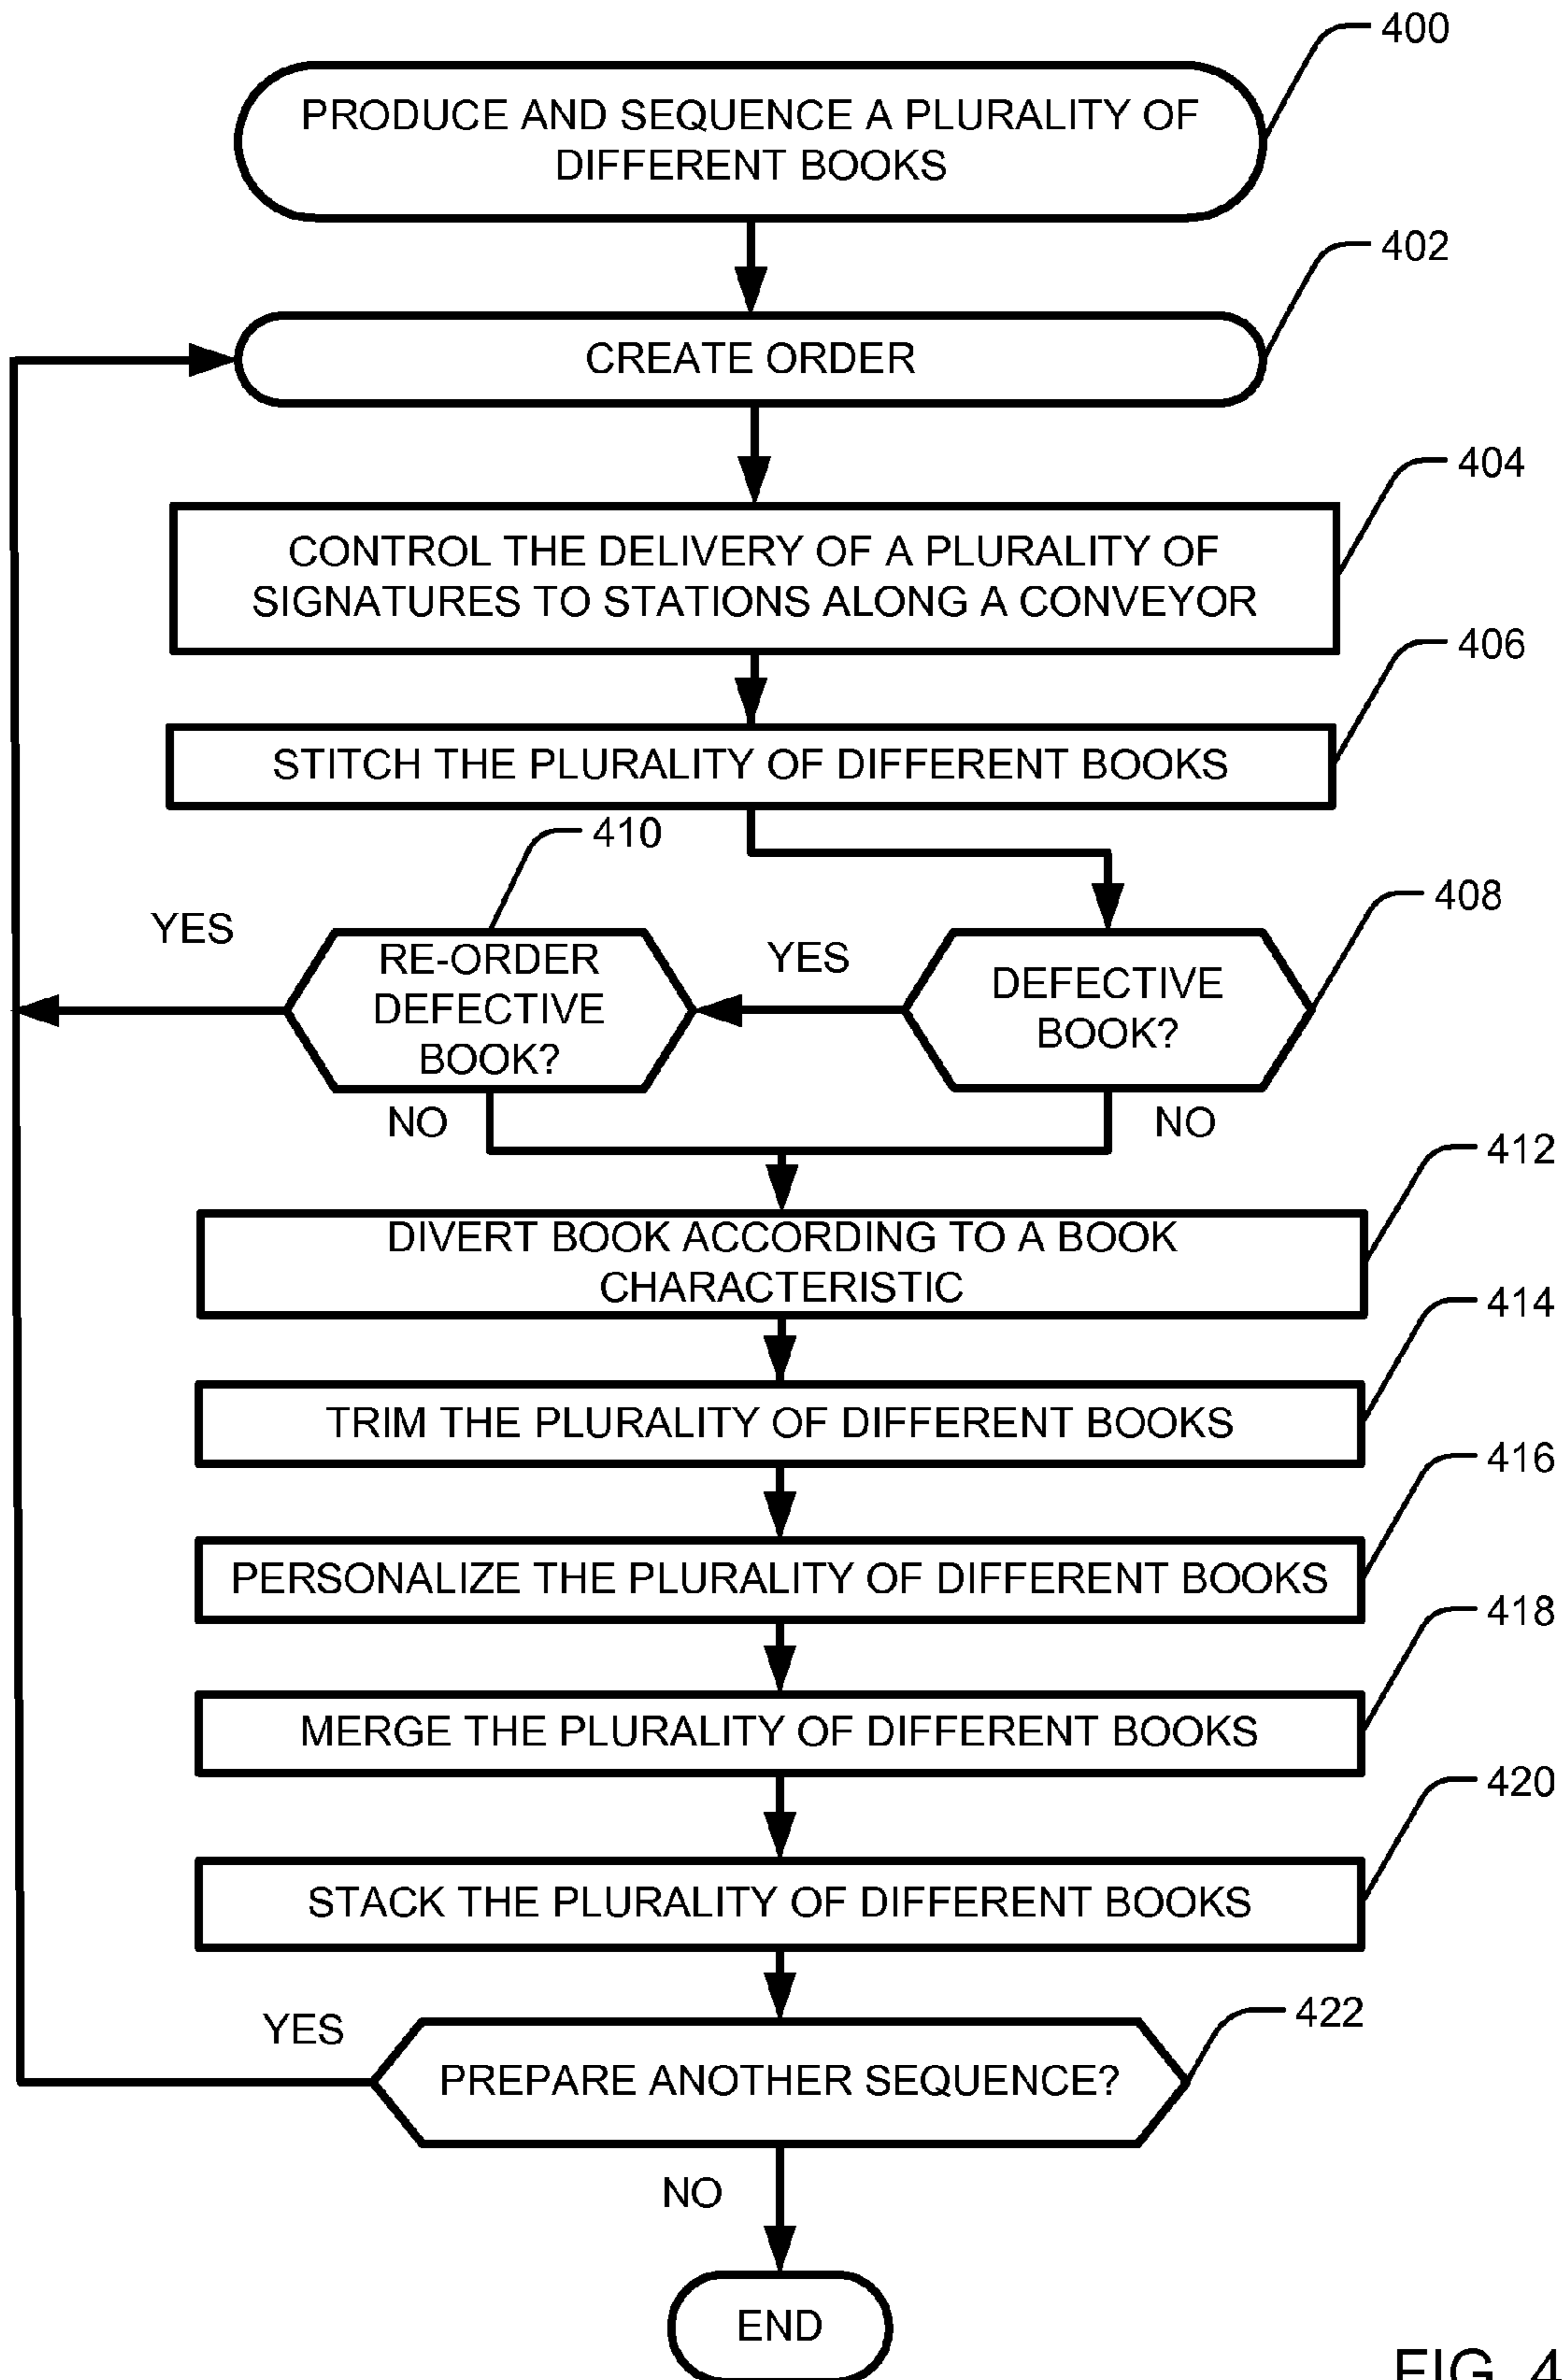 400
PRODUCE AND SEQUENCE A PLURALITY OF
DIFFERENT BOOKS
402
CREATE ORDER
404
CONTROL THE DELIVERY OF A PLURALITY OF
SIGNATURES TO STATIONS ALONG A CONVEYOR
406
STITCH THE PLURALITY OF DIFFERENT BOOKS
410
408
YES
RE-ORDER
DEFECTIVE
BOOK?
YES
DEFECTIVE
BOOK?
NO
NO
412
DIVERT BOOK ACCORDING TO A BOOK
CHARACTERISTIC
414
TRIM THE PLURALITY OF DIFFERENT BOOKS
416
PERSONALIZE THE PLURALITY OF DIFFERENT BOOKS
418
MERGE THE PLURALITY OF DIFFERENT BOOKS
420
STACK THE PLURALITY OF DIFFERENT BOOKS
422
YES
PREPARE ANOTHER SEQUENCE?
NO
END
FIG. 4